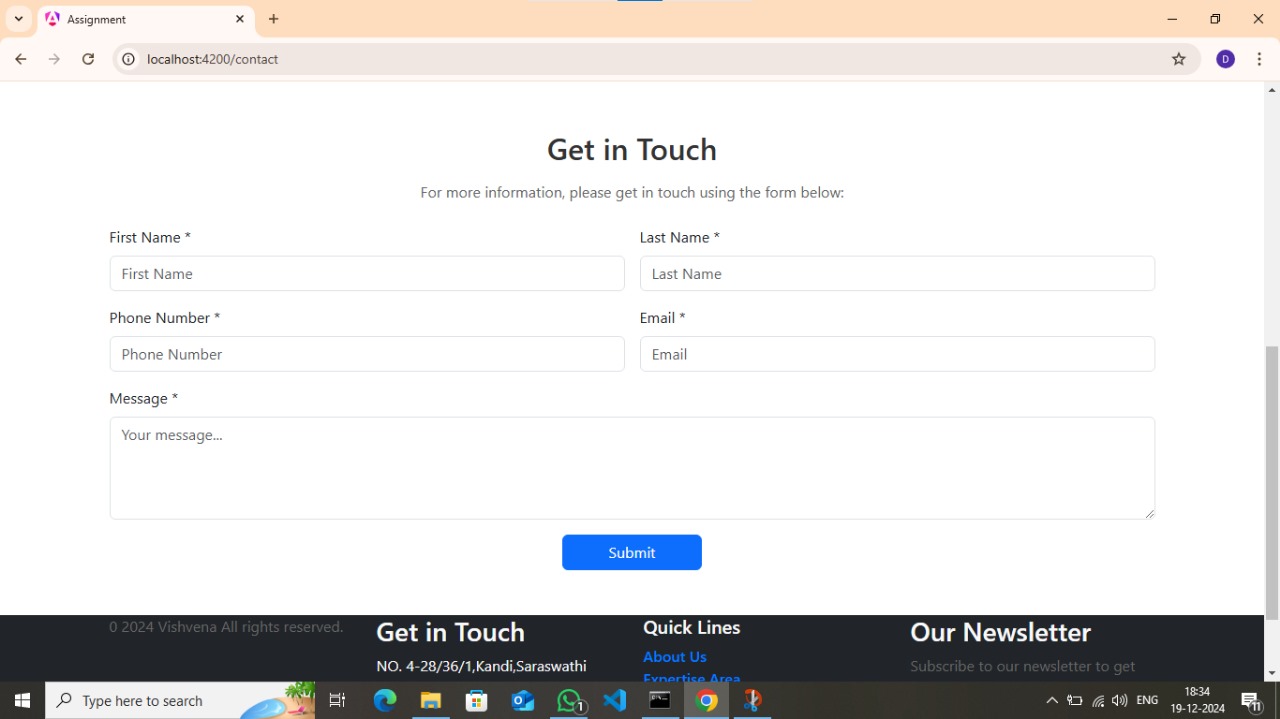 Assignment
localhost:4200/contact
D
Get in Touch
For more information, please get in touch using the form below:
First Name *
Last Name *
First Name
Last Name
Phone Number *
Email *
Phone Number
Email
Message *
Your message...
Submit
0 2024 Vishvena All rights reserved.
Get in Touch
Quick Lines
Our Newsletter
NO. 4-28/36/1,Kandi,Saraswathi
About Us
Subscribe to our newsletter to get
Expertise Area
Type here to search
1
ENG
18:34
19-12-2024
11